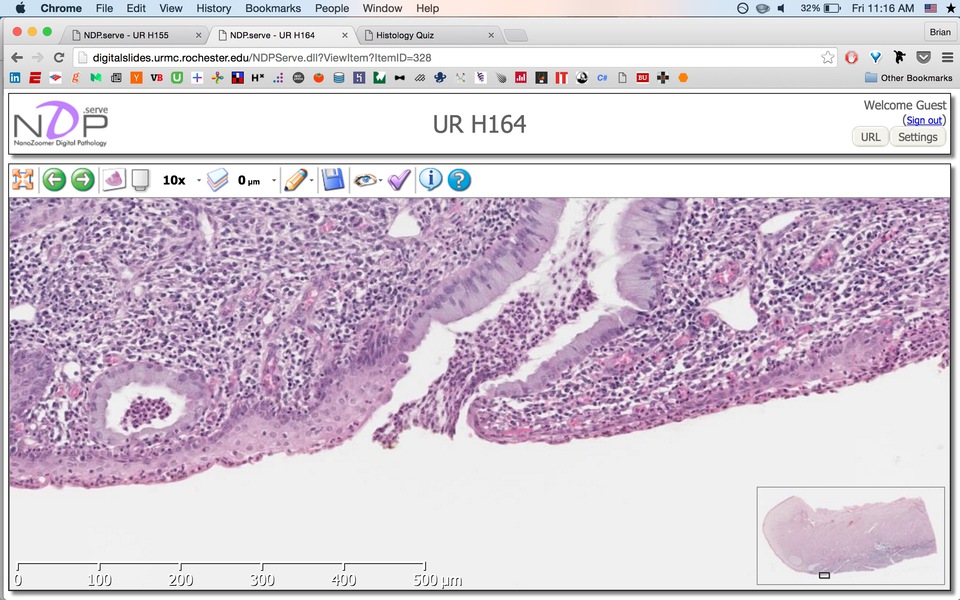 Chrome File Edit View History Bookmarks People Window Help 32% Fri 11:16 AM
NDP.serve - UR H155 NDP.serve - UR H164 Histology Quiz Brian
digitalslides.urmc.rochester.edu/NDPServe.dll?ViewItem?ItemID=328
Other Bookmarks
NDP .serve
NanoZoomer Digital Pathology
UR H164
Welcome Guest
(Sign out)
URL Settings
10x 0 µm
0 100 200 300 400 500 µm